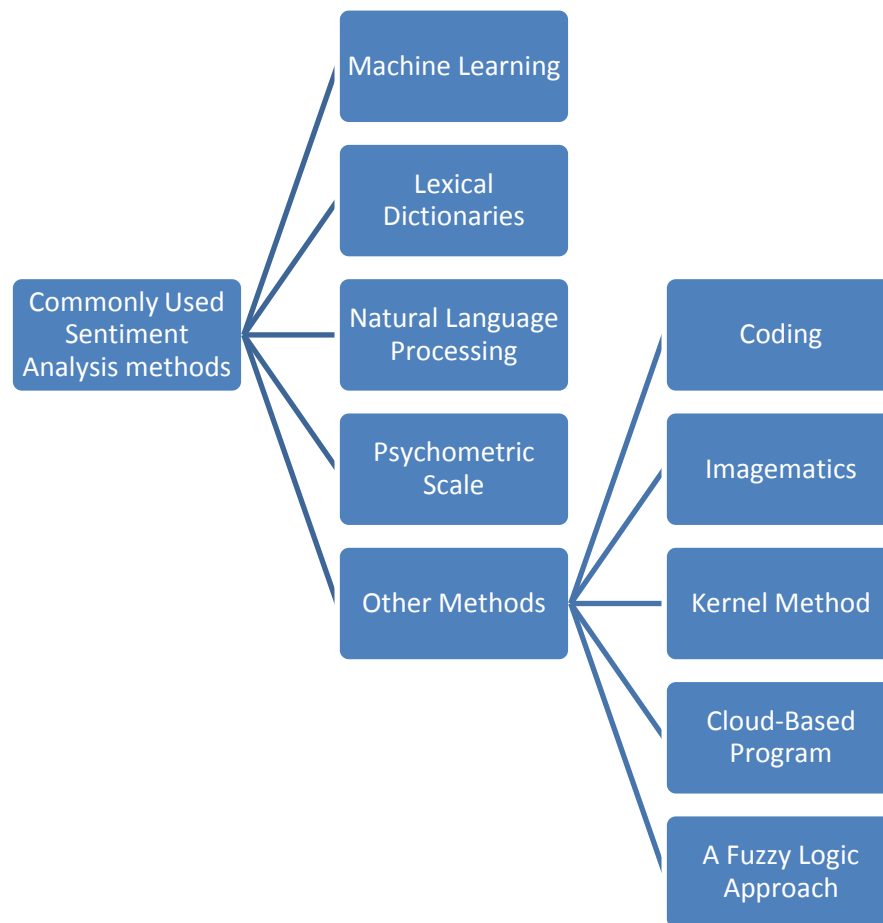 Machine Learning
Lexical
Dictionaries
Commonly Used
Sentiment
Analysis methods
Natural Language
Processing
Coding
Psychometric
Scale
Imagematics
Other Methods
Kernel Method
Cloud-Based
Program
A Fuzzy Logic
Approach